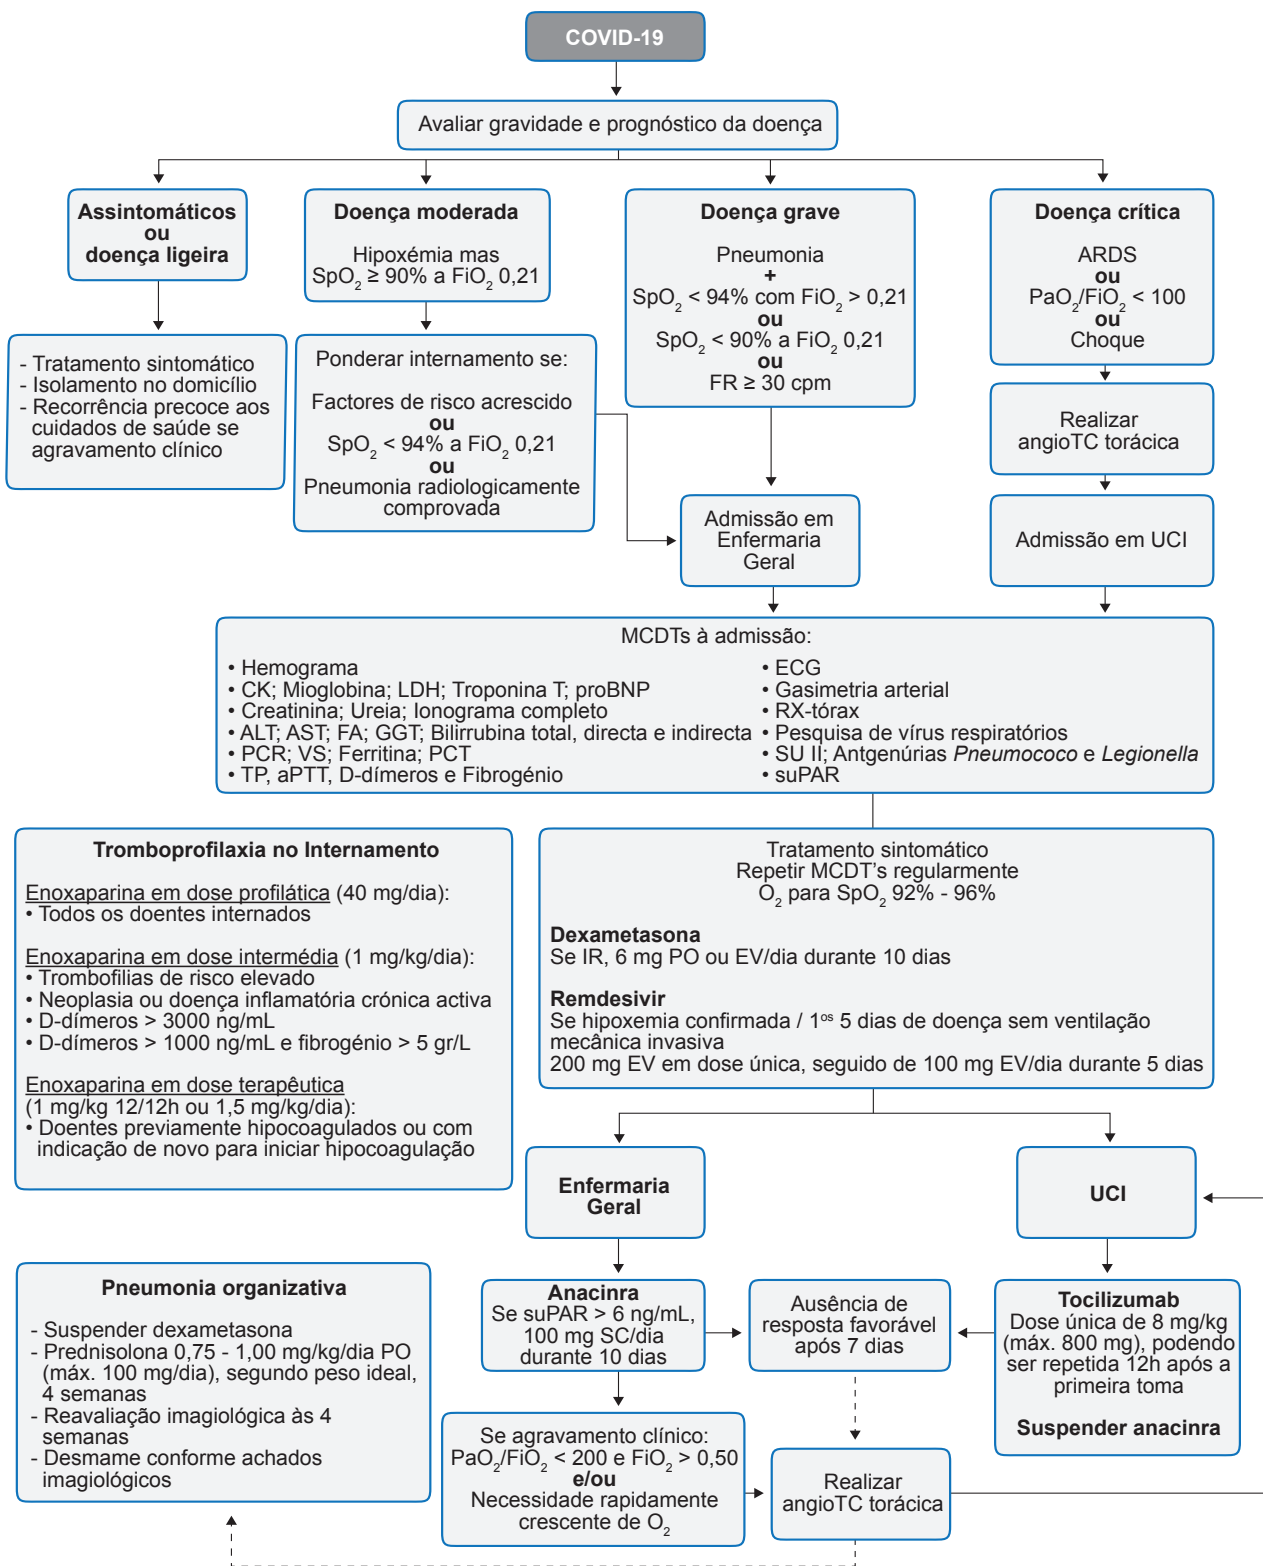 COVID-19
Avaliar gravidade e prognóstico da doença
Assintomáticos
ou
doença ligeira
Doença moderada
Hipoxémia mas
SpO₂ ≥ 90% a FiO₂ 0,21
Doença grave
Pneumonia
+
SpO₂ < 94% com FiO₂ > 0,21
ou
SpO₂ < 90% a FiO₂ 0,21
ou
FR ≥ 30 cpm
Doença crítica
ARDS
ou
PaO₂/FiO₂ < 100
ou
Choque
- Tratamento sintomático
- Isolamento no domicílio
- Recorrência precoce aos
cuidados de saúde se
agravamento clínico
Ponderar internamento se:
Factores de risco acrescido
ou
SpO₂ < 94% a FiO₂ 0,21
ou
Pneumonia radiologicamente
comprovada
Realizar
angioTC torácica
Admissão em
Enfermaria
Geral
Admissão em UCI
MCDTs à admissão:
• Hemograma
• CK; Mioglobina; LDH; Troponina T; proBNP
• Creatinina; Ureia; Ionograma completo
• ALT; AST; FA; GGT; Bilirrubina total, directa e indirecta
• PCR; VS; Ferritina; PCT
• TP, aPTT, D-dímeros e Fibrogénio
• ECG
• Gasimetria arterial
• RX-tórax
• Pesquisa de vírus respiratórios
• SU II; Antgenúrias Pneumococo e Legionella
• suPAR
Tromboprofilaxia no Internamento
Enoxaparina em dose profilática (40 mg/dia):
• Todos os doentes internados
Enoxaparina em dose intermédia (1 mg/kg/dia):
• Trombofilias de risco elevado
• Neoplasia ou doença inflamatória crónica activa
• D-dímeros > 3000 ng/mL
• D-dímeros > 1000 ng/mL e fibrogénio > 5 gr/L
Enoxaparina em dose terapêutica
(1 mg/kg 12/12h ou 1,5 mg/kg/dia):
• Doentes previamente hipocoagulados ou com
indicação de novo para iniciar hipocoagulação
Tratamento sintomático
Repetir MCDT's regularmente
O₂ para SpO₂ 92% - 96%
Dexametasona
Se IR, 6 mg PO ou EV/dia durante 10 dias
Remdesivir
Se hipoxemia confirmada / 1ᵒˢ 5 dias de doença sem ventilação
mecânica invasiva
200 mg EV em dose única, seguido de 100 mg EV/dia durante 5 dias
Enfermaria
Geral
UCI
Pneumonia organizativa
- Suspender dexametasona
- Prednisolona 0,75 - 1,00 mg/kg/dia PO
(máx. 100 mg/dia), segundo peso ideal,
4 semanas
- Reavaliação imagiológica às 4
semanas
- Desmame conforme achados
imagiológicos
Anacinra
Se suPAR > 6 ng/mL,
100 mg SC/dia
durante 10 dias
Ausência de
resposta favorável
após 7 dias
Tocilizumab
Dose única de 8 mg/kg
(máx. 800 mg), podendo
ser repetida 12h após a
primeira toma
Suspender anacinra
Se agravamento clínico:
PaO₂/FiO₂ < 200 e FiO₂ > 0,50
e/ou
Necessidade rapidamente
crescente de O₂
Realizar
angioTC torácica